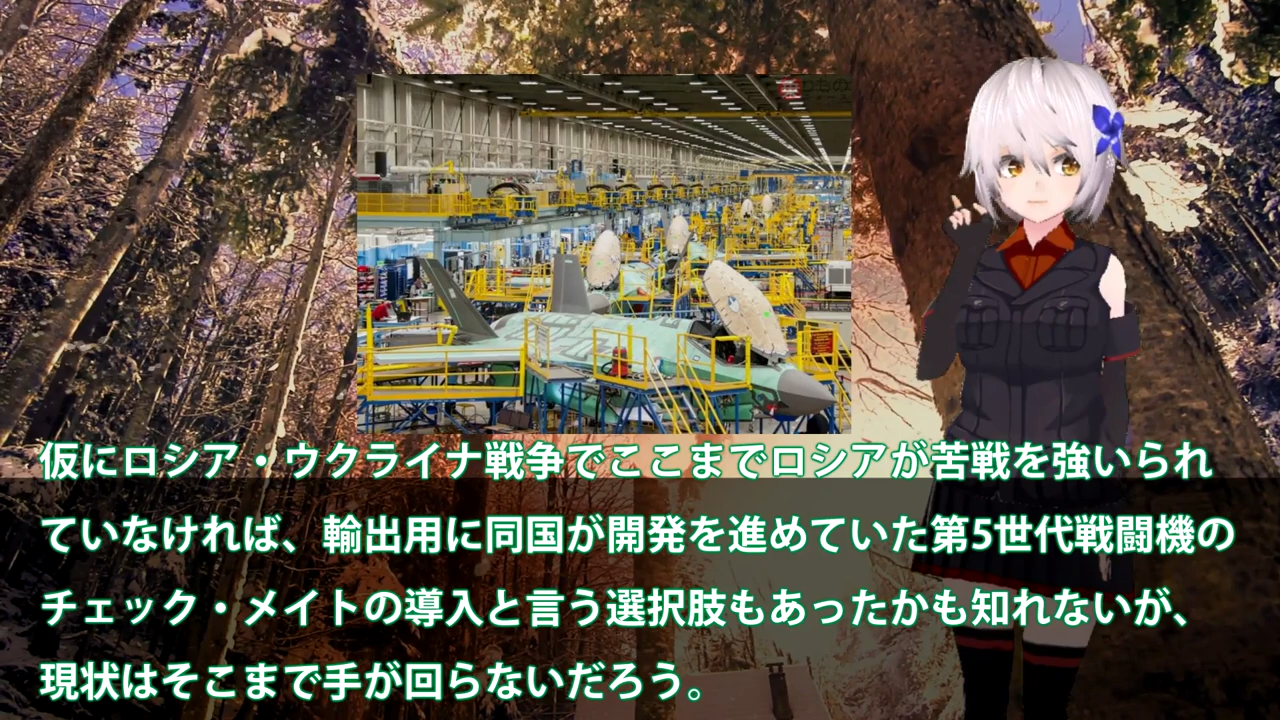 仮にロシア・ウクライナ戦争でここまでロシアが苦戦を強いられ
ていなければ、輸出用に同国が開発を進めていた第5世代戦闘機の
チェック・メイトの導入と言う選択肢もあったかも知れないが、
現状はそこまで手が回らないだろう。